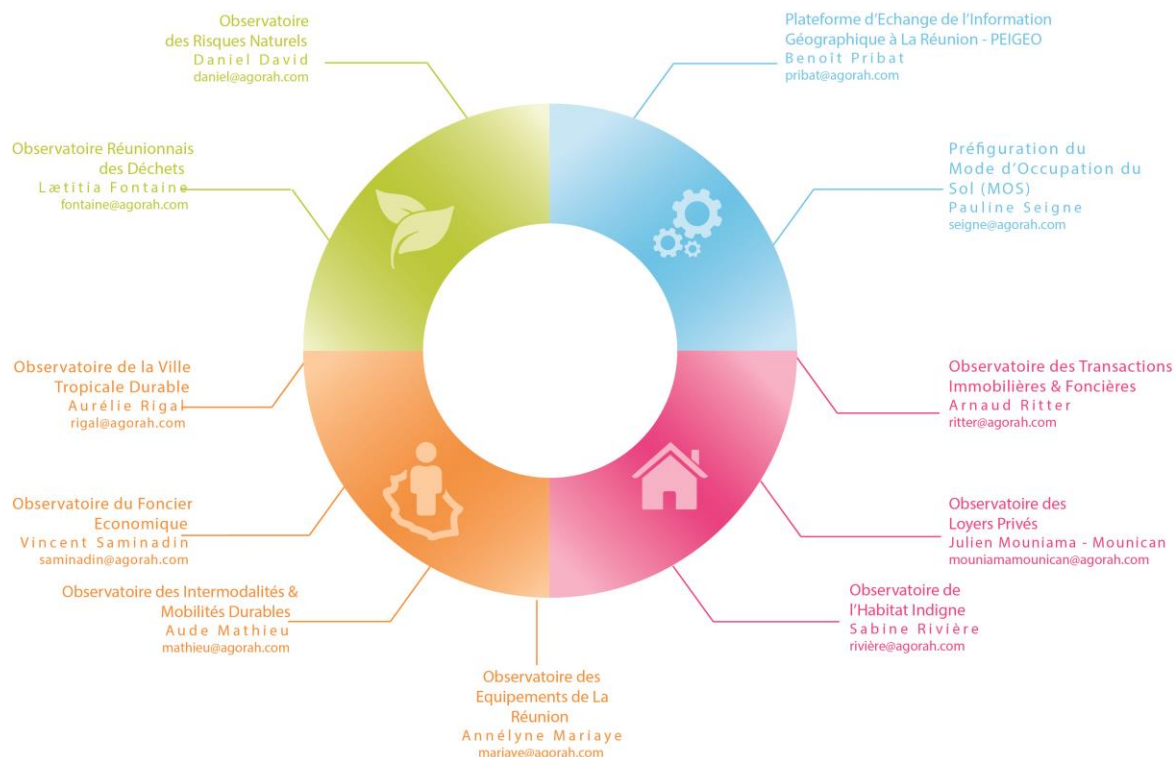 Observatoire
des Risques Naturels
Daniel David
daniel@agorah.com
Plateforme d'Echange de l'Information
Géographique à La Réunion - PEIGEO
Benoît Pribat
pribat@agorah.com
Observatoire Réunionnais
des Déchets
Lætitia Fontaine
fontaine@agorah.com
Préfiguration du
Mode d'Occupation du
Sol (MOS)
Pauline Seigne
seigne@agorah.com
Observatoire de la Ville
Tropicale Durable
Aurélie Rigal
rigal@agorah.com
Observatoire des Transactions
Immobilières & Foncières
Arnaud Ritter
ritter@agorah.com
Observatoire du Foncier
Economique
Vincent Saminadin
saminadin@agorah.com
Observatoire des
Loyers Privés
Julien Mouniama - Mounican
mouniamamounican@agorah.com
Observatoire des Intermodalités &
Mobilités Durables
Aude Mathieu
mathieu@agorah.com
Observatoire de
l'Habitat Indigne
Sabine Rivière
rivière@agorah.com
Observatoire des
Equipements de La
Réunion
Annélyne Mariaye
mariaye@agorah.com